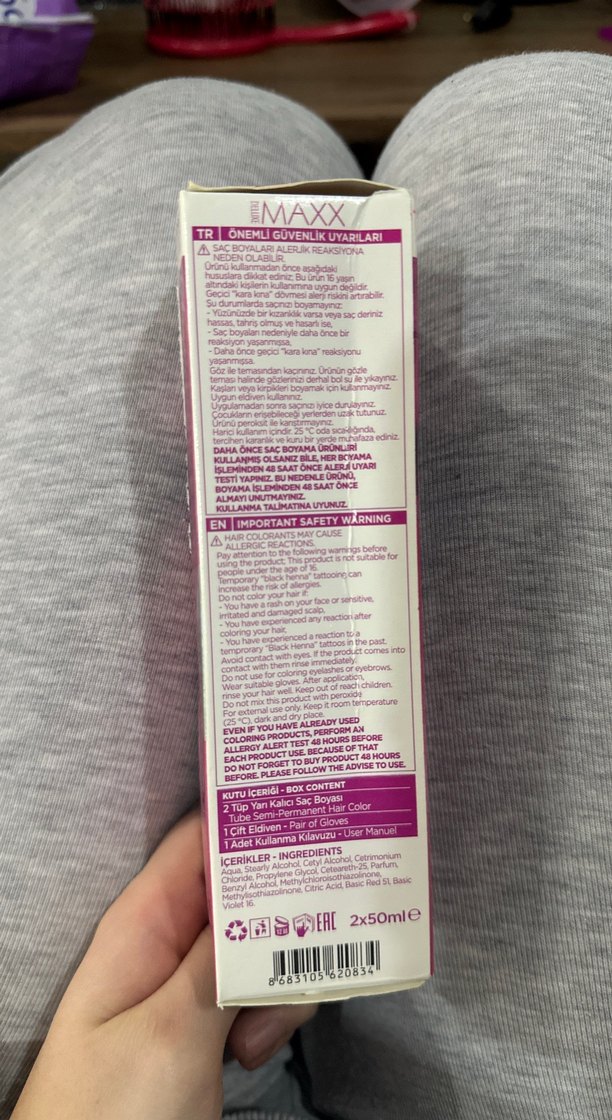 DELUXE MAXX
TR | ÖNEMLİ GÜVENLİK UYARILARI
SAÇ BOYALARI ALERJİK REAKSİYONA
NEDEN OLABİLİR.
Ürünü kullanmadan önce aşağıdaki
hususlara dikkat ediniz; Bu ürün 16 yaşın
altındaki kişilerin kullanımına uygun değildir.
Geçici "kara kına" dövmesi alerji riskini artırabilir.
Şu durumlarda saçınızı boyamayınız:
- Yüzünüzde bir kızarıklık varsa veya saç deriniz
hassas, tahriş olmuş ve hasarlı ise,
- Saç boyaları nedeniyle daha önce bir
reaksiyon yaşanmışsa,
- Daha önce geçici "kara kına" reaksiyonu
yaşanmışsa.
Göz ile temasından kaçınınız. Ürünün gözle
teması halinde gözlerinizi derhal bol su ile yıkayınız.
Kaşları veya kirpikleri boyamak için kullanmayınız.
Uygun eldiven kullanınız.
Uygulamadan sonra saçınızı iyice durulayınız.
Çocukların erişebileceği yerlerden uzak tutunuz.
Ürünü peroksit ile karıştırmayınız.
Harici kullanım içindir. 25 °C oda sıcaklığında,
tercihen karanlık ve kuru bir yerde muhafaza ediniz.
DAHA ÖNCE SAÇ BOYAMA ÜRÜNLERİ
KULLANMIŞ OLSANIZ BİLE, HER BOYAMA
İŞLEMİNDEN 48 SAAT ÖNCE ALERJİ UYARI
TESTİ YAPINIZ. BU NEDENLE ÜRÜNÜ,
BOYAMA İŞLEMİNDEN 48 SAAT ÖNCE
ALMAYI UNUTMAYINIZ.
KULLANMA TALİMATINA UYUNUZ.
EN | IMPORTANT SAFETY WARNING
HAIR COLORANTS MAY CAUSE
ALLERGIC REACTIONS.
Pay attention to the following warnings before
using the product; This product is not suitable for
people under the age of 16.
Temporary "black henna" tattooing can
increase the risk of allergies.
Do not color your hair if:
- You have a rash on your face or sensitive,
irritated and damaged scalp,
- You have experienced any reaction after
coloring your hair,
- You have experienced a reaction to a
temprorary "Black Henna" tattoos in the past.
Avoid contact with eyes. If the product comes into
contact with them rinse immediately.
Do not use for coloring eyelashes or eyebrows.
Wear suitable gloves. After application,
rinse your hair well. Keep out of reach children.
Do not mix this product with peroxide
For external use only. Keep it room temperature
(25 °C), dark and dry place.
EVEN IF YOU HAVE ALREADY USED
COLORING PRODUCTS, PERFORM AN
ALLERGY ALERT TEST 48 HOURS BEFORE
EACH PRODUCT USE. BECAUSE OF THAT
DO NOT FORGET TO BUY PRODUCT 48 HOURS
BEFORE. PLEASE FOLLOW THE ADVISE TO USE.
KUTU İÇERİĞİ - BOX CONTENT
2 Tüp Yarı Kalıcı Saç Boyası
Tube Semi-Permanent Hair Color
1 Çift Eldiven - Pair of Gloves
1 Adet Kullanma Kılavuzu - User Manuel
İÇERİKLER - INGREDIENTS
Aqua, Stearly Alcohol, Cetyl Alcohol, Cetrimonium
Chloride, Propylene Glycol, Ceteareth-25, Parfum,
Benzyl Alcohol, Methylchloroisothiazolinone,
Methylisothiazolinone, Citric Acid, Basic Red 51, Basic
Violet 16.
EAC 2x50ml e
8 683105 620834